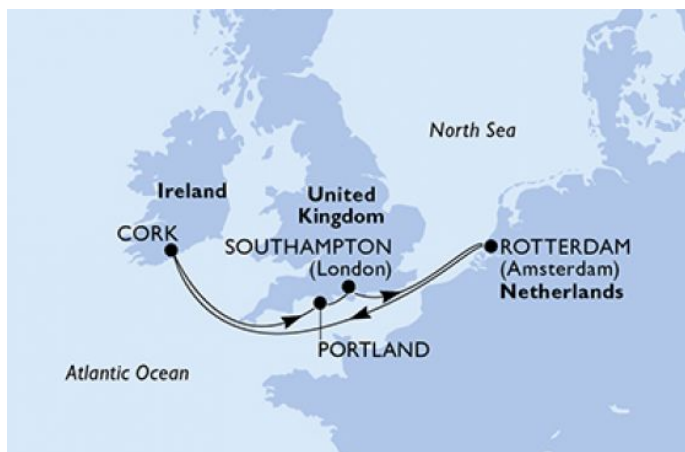 North Sea
Ireland
United
Kingdom
CORK
SOUTHAMPTON
(London)
ROTTERDAM
(Amsterdam)
Netherlands
PORTLAND
Atlantic Ocean